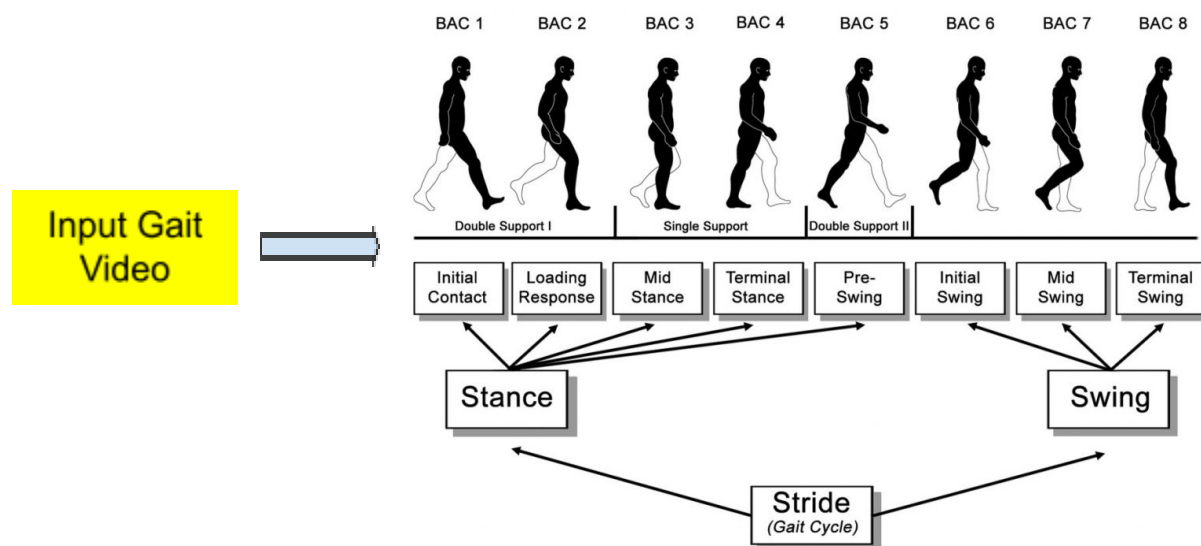 BAC 1 BAC 2 BAC 3 BAC 4 BAC 5 BAC 6 BAC 7 BAC 8
Input Gait
Video
Double Support I Single Support Double Support II
Initial
Contact
Loading
Response
Mid
Stance
Terminal
Stance
Pre-
Swing
Initial
Swing
Mid
Swing
Terminal
Swing
Stance
Swing
Stride
(Gait Cycle)